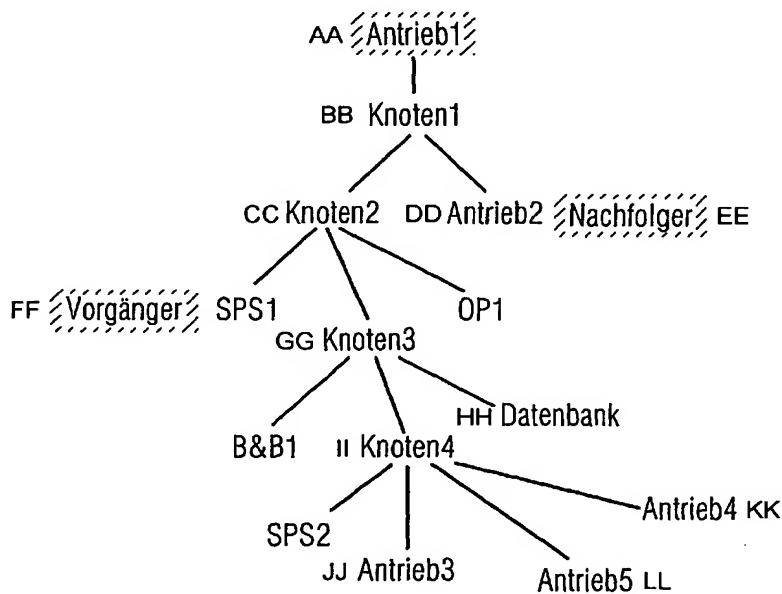 AA Antrieb1
BB Knoten1
CC Knoten2 DD Antrieb2 Nachfolger EE
FF Vorgänger SPS1 OP1
GG Knoten3
B&B1 II Knoten4 HH Datenbank
SPS2 JJ Antrieb3 Antrieb5 LL Antrieb4 KK